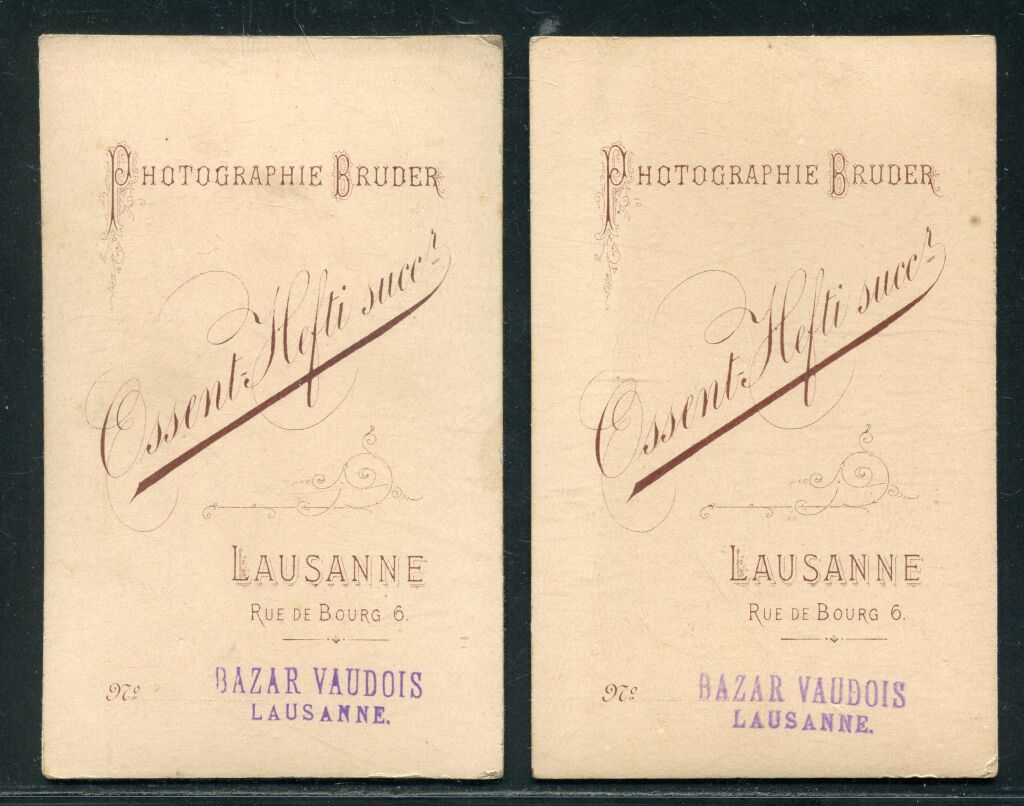 PHOTOGRAPHIE BRUDER
Ossent-Hefti succr
LAUSANNE
RUE DE BOURG 6.
No
BAZAR VAUDOIS
LAUSANNE.
PHOTOGRAPHIE BRUDER
Ossent-Hefti succr
LAUSANNE
RUE DE BOURG 6.
No
BAZAR VAUDOIS
LAUSANNE.